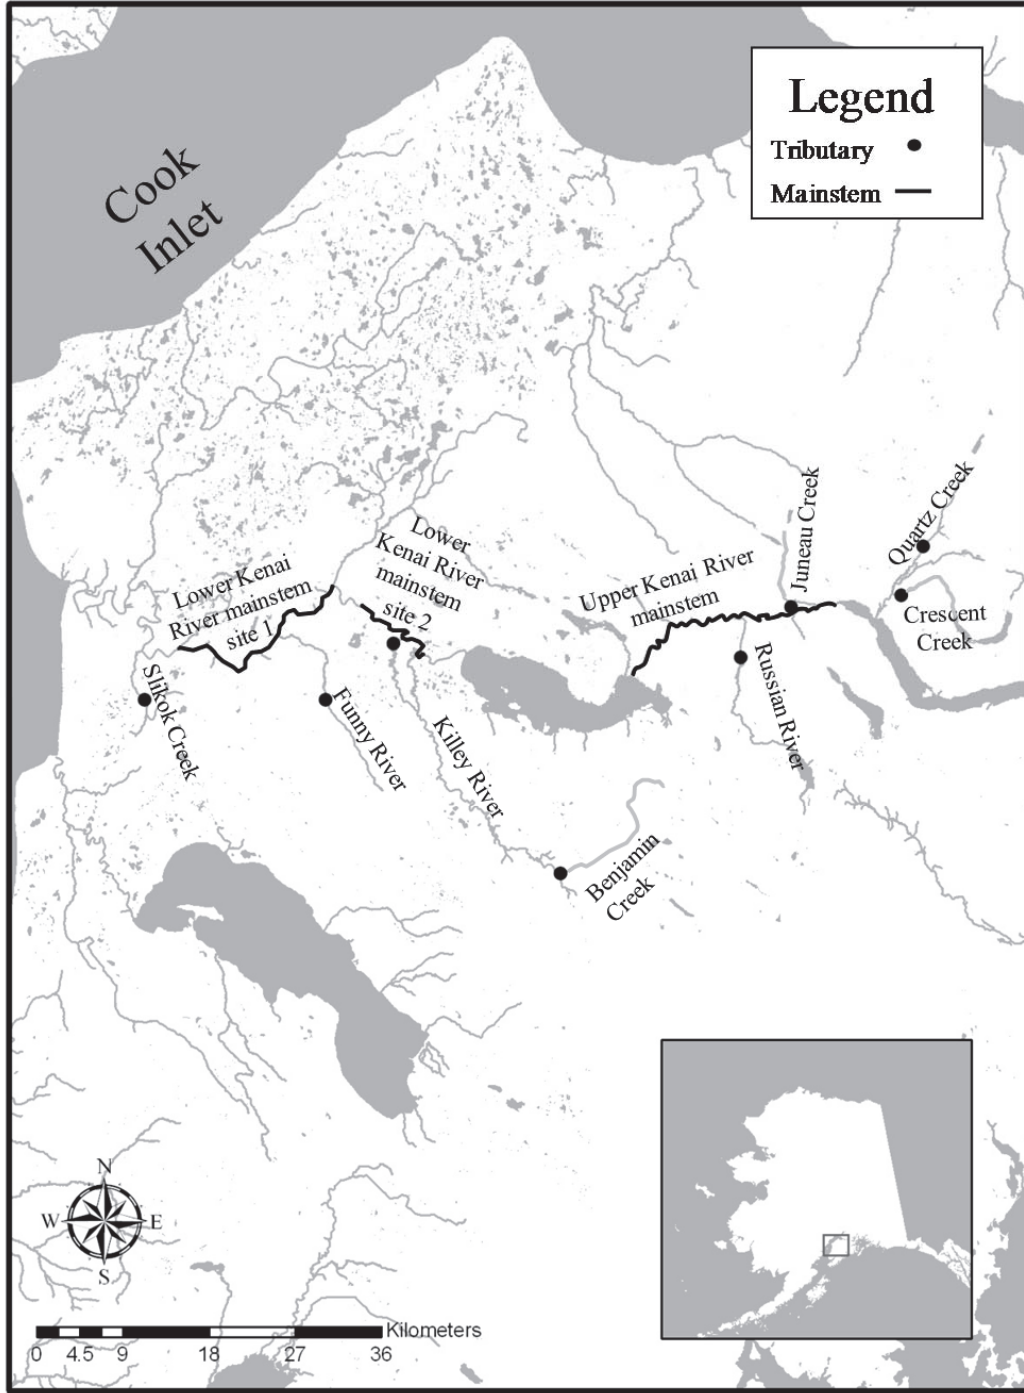 Legend
Tributary
Mainstem
Cook
Inlet
Quartz Creek
Juneau Creek
Lower
Kenai River
mainstem
site 2
Lower Kenai
River mainstem
site 1
Upper Kenai River
mainstem
Crescent
Creek
Slikok Creek
Funny River
Killey River
Russian River
Benjamin
Creek
N
W
E
S
Kilometers
0 4.5 9 18 27 36